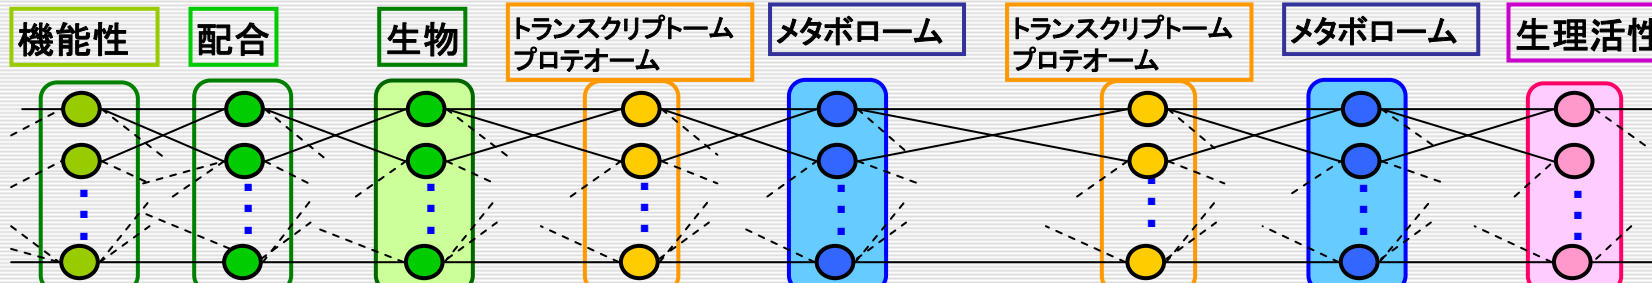 機能性
配合
生物
トランスクリプトーム
プロテオーム
メタボローム
トランスクリプトーム
プロテオーム
メタボローム
生理活性